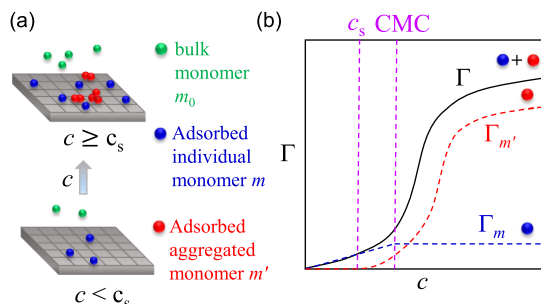 (a)
bulk
monomer
m₀
c ≥ cₛ
Adsorbed
individual
monomer m
c
Adsorbed
aggregated
monomer m'
c < cₛ
(b)
cₛ CMC
+
Γ
Γₘ'
Γ
Γₘ
c